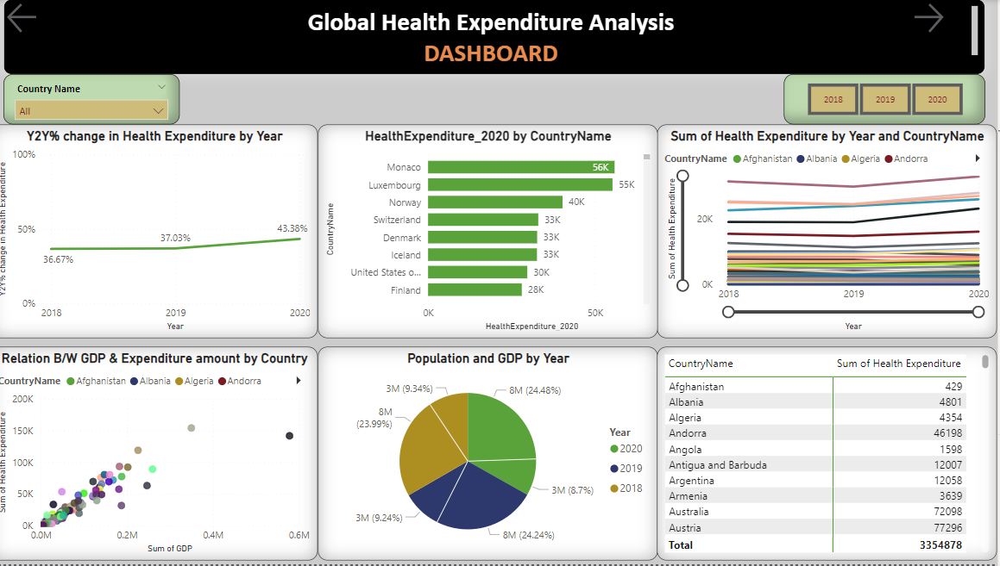 Global Health Expenditure Analysis
DASHBOARD
Country Name
All
2018 2019 2020
Y2Y% change in Health Expenditure by Year
Y2Y% change in Health Expenditure
100%
50%
0%
36.67%
37.03%
43.38%
2018 2019 2020
Year
HealthExpenditure_2020 by CountryName
CountryName
Monaco 56K
Luxembourg 55K
Norway 40K
Switzerland 33K
Denmark 33K
Iceland 33K
United States o... 30K
Finland 28K
0K 50K
HealthExpenditure_2020
Sum of Health Expenditure by Year and CountryName
CountryName Afghanistan Albania Algeria Andorra
Sum of Health Expenditure
20K
0K
2018 2019 2020
Year
Relation B/W GDP & Expenditure amount by Country
CountryName Afghanistan Albania Algeria Andorra
Sum of Health Expenditure
200K
150K
100K
50K
0K
0.0M 0.2M 0.4M 0.6M
Sum of GDP
Population and GDP by Year
3M (9.34%)
8M (24.48%)
8M
(23.99%)
3M (8.7%)
3M (9.24%)
8M (24.24%)
Year
2020
2019
2018
CountryName Sum of Health Expenditure
Afghanistan 429
Albania 4801
Algeria 4354
Andorra 46198
Angola 1598
Antigua and Barbuda 12007
Argentina 12058
Armenia 3639
Australia 72098
Austria 77296
Total 3354878